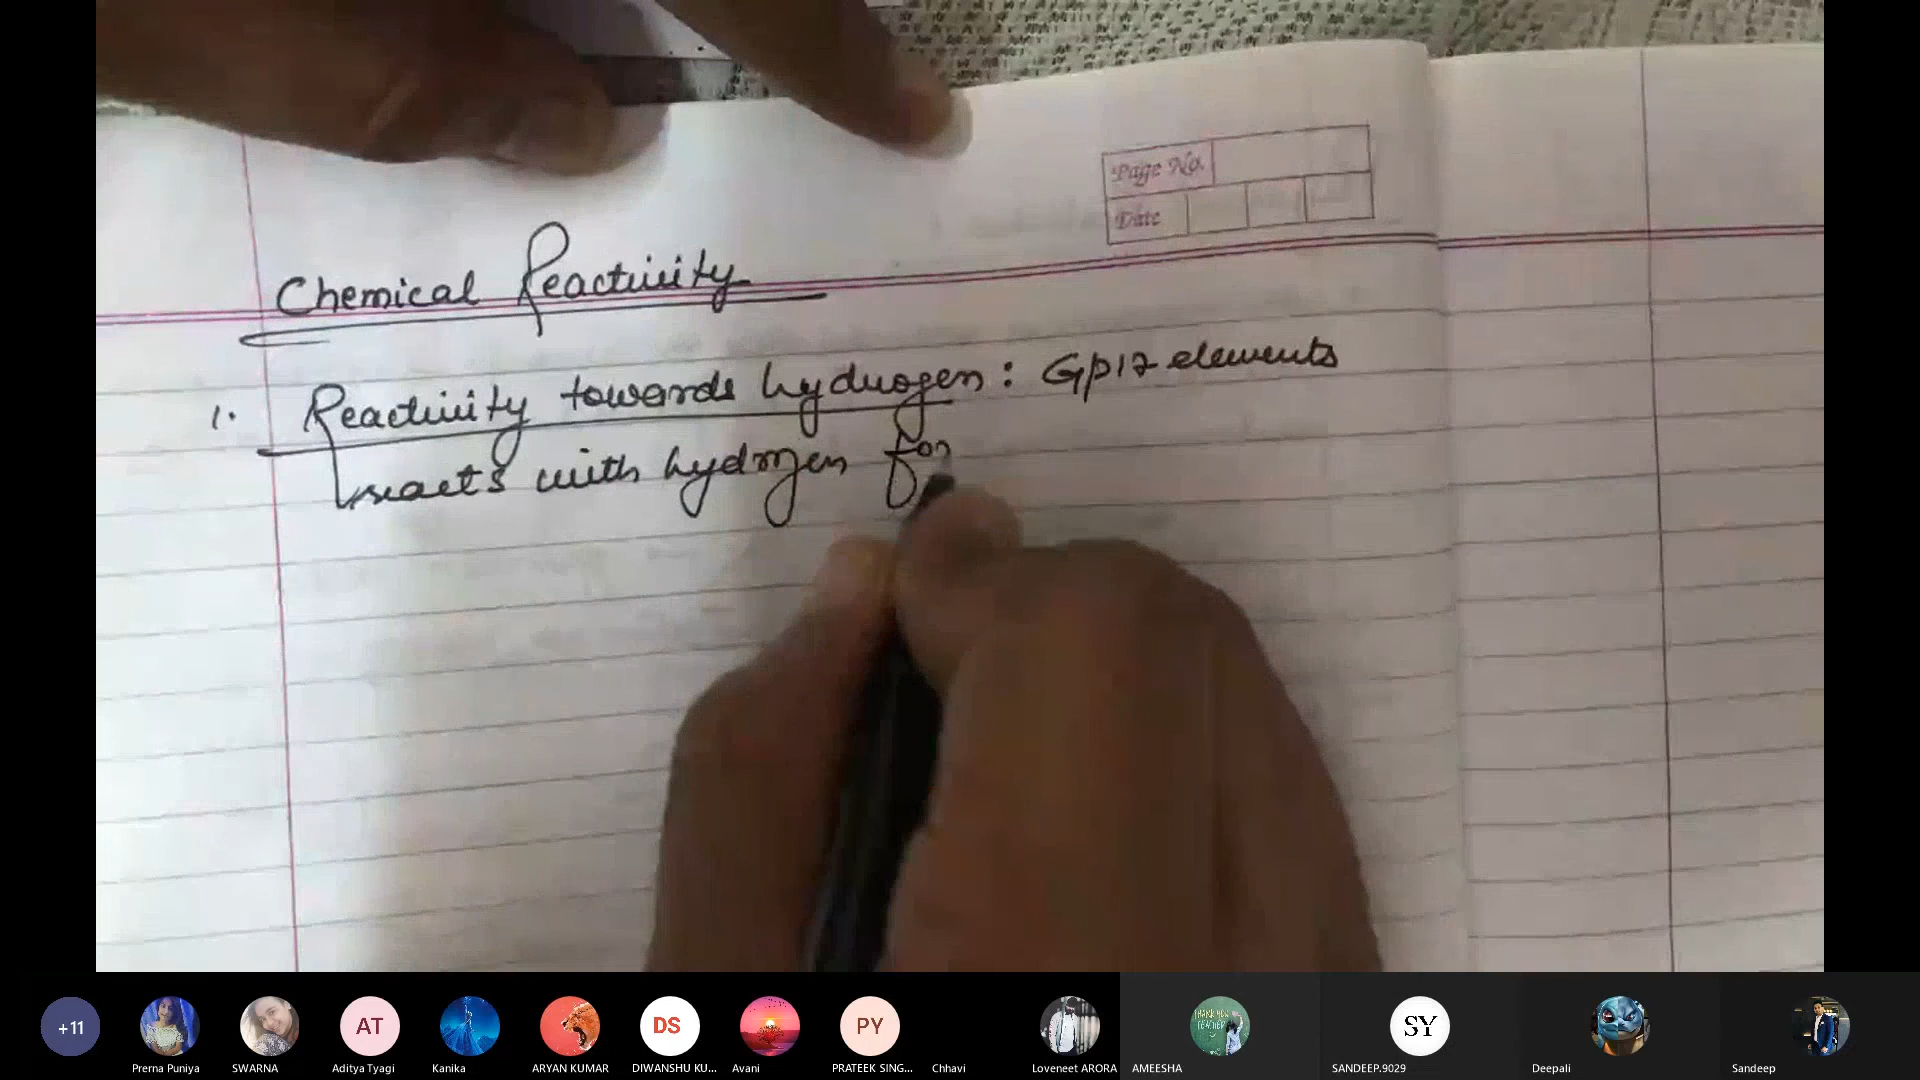 Page No.
Date
Chemical Reactivity
1. Reactivity towards hydrogen: Gp17 elements
reacts with hydrogen for
+11
AT
DS
PY
SY
Prerna Puniya
SWARNA
Aditya Tyagi
Kanika
ARYAN KUMAR
DIWANSHU KU...
Avani
PRATEEK SING...
Chhavi
Loveneet ARORA
AMEESHA
SANDEEP.9029
Deepali
Sandeep